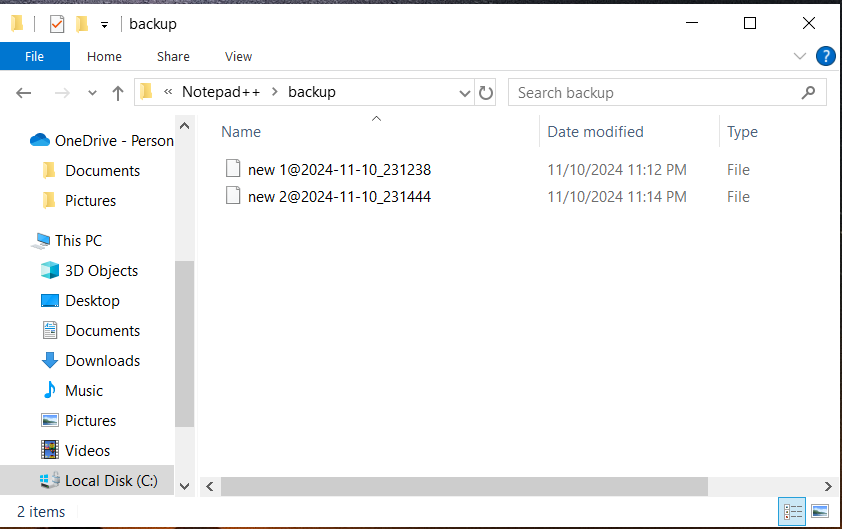 backup
File Home Share View
« Notepad++ > backup Search backup
Name Date modified Type
OneDrive - Person
new 1@2024-11-10_231238 11/10/2024 11:12 PM File
Documents
new 2@2024-11-10_231444 11/10/2024 11:14 PM File
Pictures
This PC
3D Objects
Desktop
Documents
Downloads
Music
Pictures
Videos
Local Disk (C:)
2 items